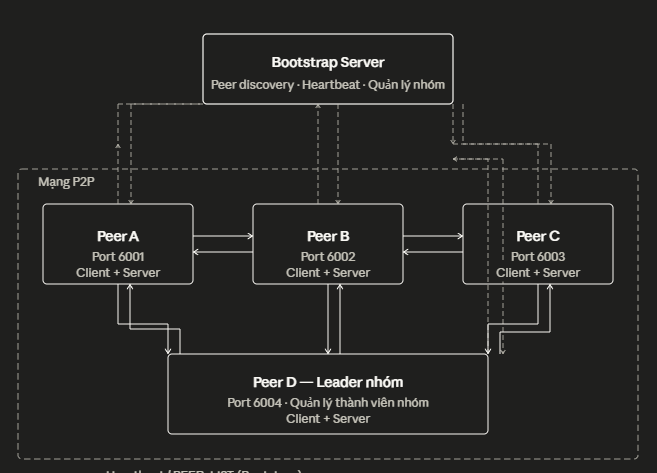 Bootstrap Server
Peer discovery · Heartbeat · Quản lý nhóm
Mạng P2P
Peer A
Port 6001
Client + Server
Peer B
Port 6002
Client + Server
Peer C
Port 6003
Client + Server
Peer D — Leader nhóm
Port 6004 · Quản lý thành viên nhóm
Client + Server